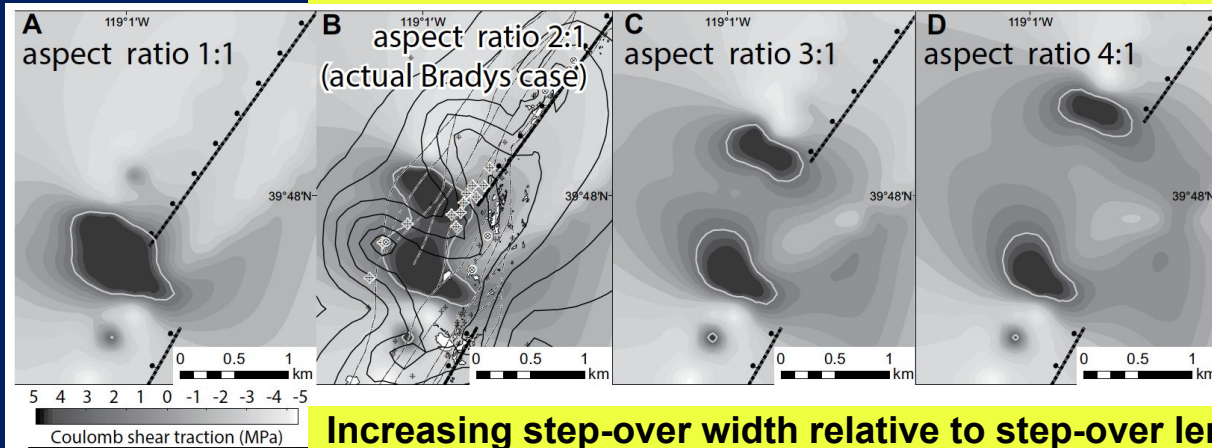 A
119°1'W
aspect ratio 1:1
B
119°1'W
aspect ratio 2:1
(actual Bradys case)
C
119°1'W
aspect ratio 3:1
D
119°1'W
aspect ratio 4:1
39°48'N
39°48'N
0 0.5 1
km
0 0.5 1
km
0 0.5 1
km
0 0.5 1
km
5 4 3 2 1 0 -1 -2 -3 -4 -5
Coulomb shear traction (MPa)
Increasing step-over width relative to step-over